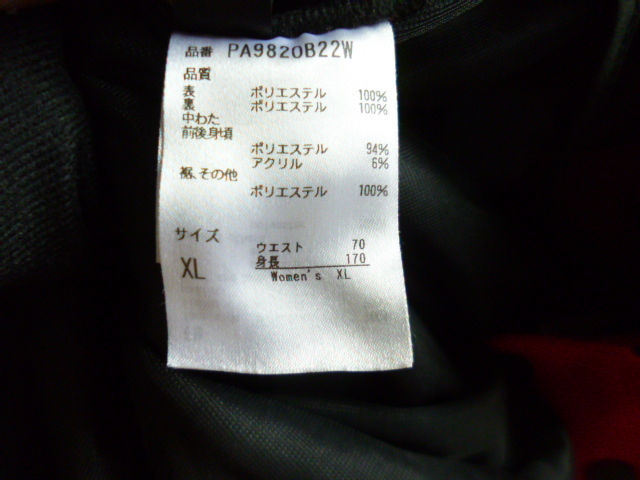 品番 PA9820B22W
品質
表 ポリエステル 100%
裏 ポリエステル 100%
中わた
前後身頃
ポリエステル 94%
アクリル 6%
裾、その他
ポリエステル 100%
サイズ
ウエスト 70
XL 身長 170
Women's XL